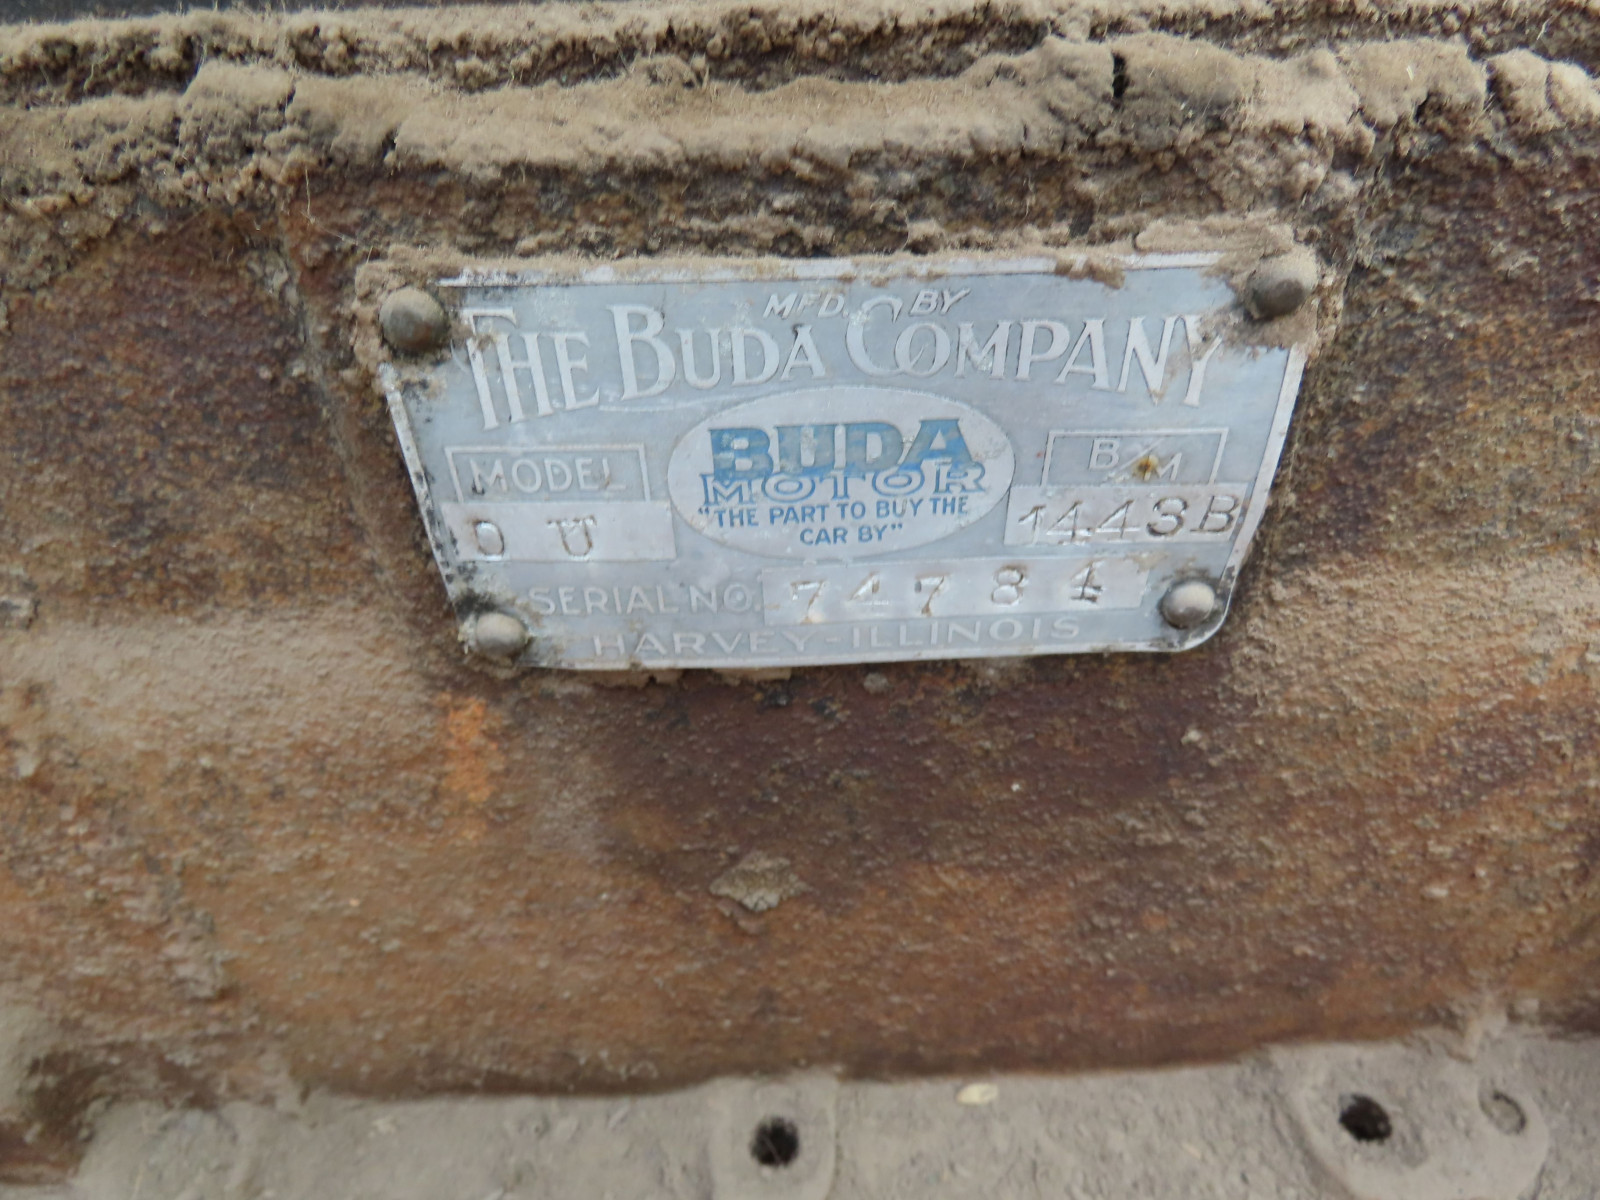 MFD. BY
THE BUDA COMPANY
BUDA
MOTOR
"THE PART TO BUY THE
CAR BY"
MODEL
O U
B/M
1443B
SERIAL NO. 74784
HARVEY-ILLINOIS